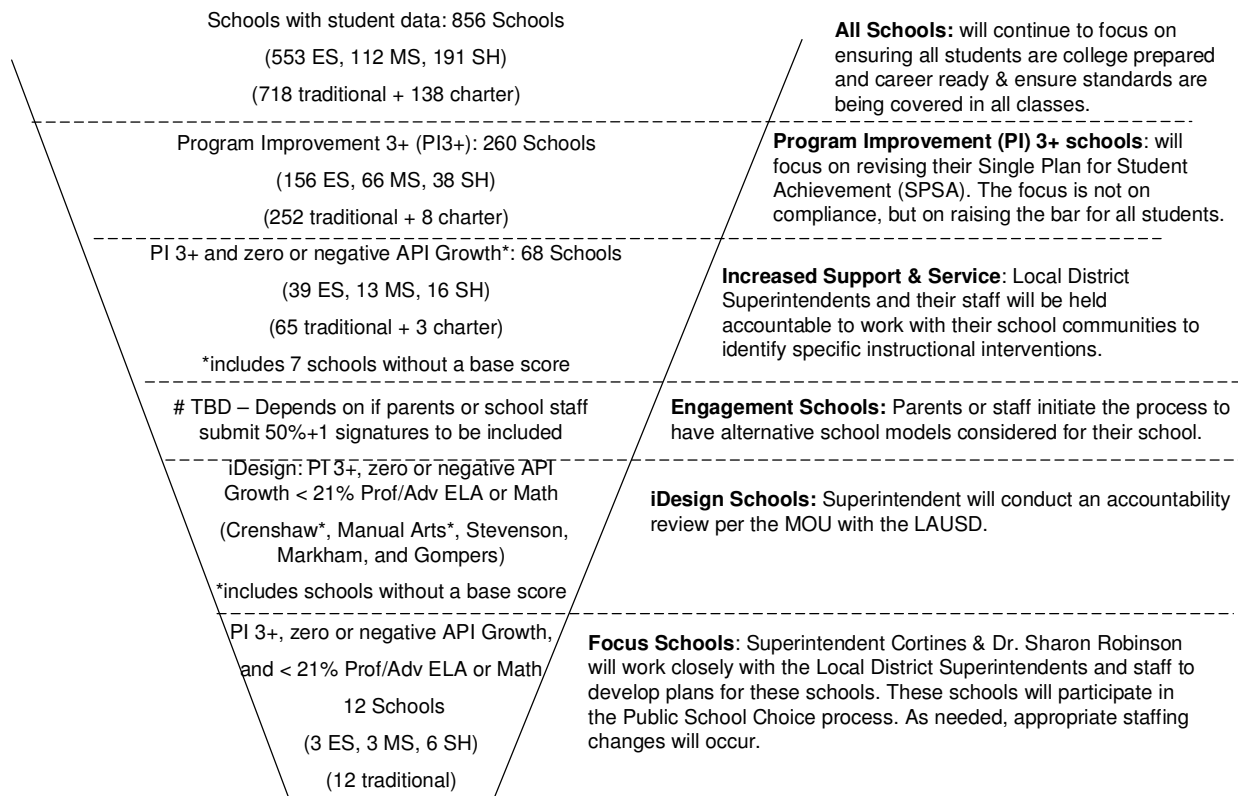 Schools with student data: 856 Schools
(553 ES, 112 MS, 191 SH)
(718 traditional + 138 charter)
All Schools: will continue to focus on
ensuring all students are college prepared
and career ready & ensure standards are
being covered in all classes.
Program Improvement 3+ (PI3+): 260 Schools
(156 ES, 66 MS, 38 SH)
(252 traditional + 8 charter)
Program Improvement (PI) 3+ schools: will
focus on revising their Single Plan for Student
Achievement (SPSA). The focus is not on
compliance, but on raising the bar for all students.
PI 3+ and zero or negative API Growth*: 68 Schools
(39 ES, 13 MS, 16 SH)
(65 traditional + 3 charter)
*includes 7 schools without a base score
Increased Support & Service: Local District
Superintendents and their staff will be held
accountable to work with their school communities to
identify specific instructional interventions.
# TBD – Depends on if parents or school staff
submit 50%+1 signatures to be included
Engagement Schools: Parents or staff initiate the process to
have alternative school models considered for their school.
iDesign: PI 3+, zero or negative API
Growth < 21% Prof/Adv ELA or Math
(Crenshaw*, Manual Arts*, Stevenson,
Markham, and Gompers)
*includes schools without a base score
iDesign Schools: Superintendent will conduct an accountability
review per the MOU with the LAUSD.
PI 3+, zero or negative API Growth,
and < 21% Prof/Adv ELA or Math
12 Schools
(3 ES, 3 MS, 6 SH)
(12 traditional)
Focus Schools: Superintendent Cortines & Dr. Sharon Robinson
will work closely with the Local District Superintendents and staff to
develop plans for these schools. These schools will participate in
the Public School Choice process. As needed, appropriate staffing
changes will occur.